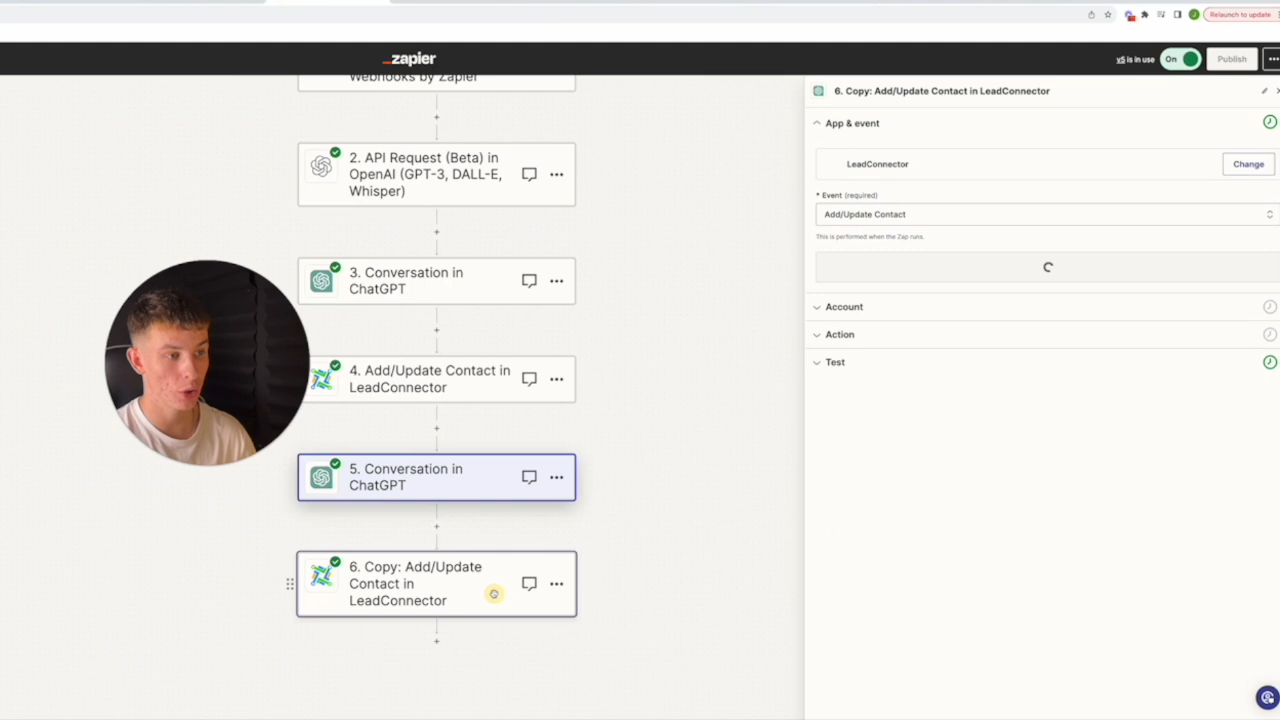 Relaunch to update
J
zapier
v5 is in use
On
Publish
Webhooks by Zapier
2. API Request (Beta) in
OpenAI (GPT-3, DALL-E,
Whisper)
3. Conversation in
ChatGPT
4. Add/Update Contact in
LeadConnector
5. Conversation in
ChatGPT
6. Copy: Add/Update
Contact in
LeadConnector
6. Copy: Add/Update Contact in LeadConnector
App & event
LeadConnector
Change
* Event (required)
Add/Update Contact
This is performed when the Zap runs.
Account
Action
Test